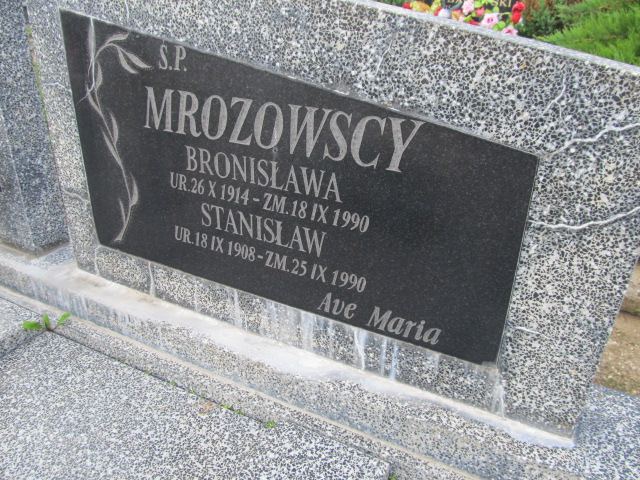 Ś.P.
MROZOWSCY
BRONISŁAWA
UR.26 X 1914 - ZM.18 IX 1990
STANISŁAW
UR.18 IX 1908 - ZM.25 IX 1990
Ave Maria